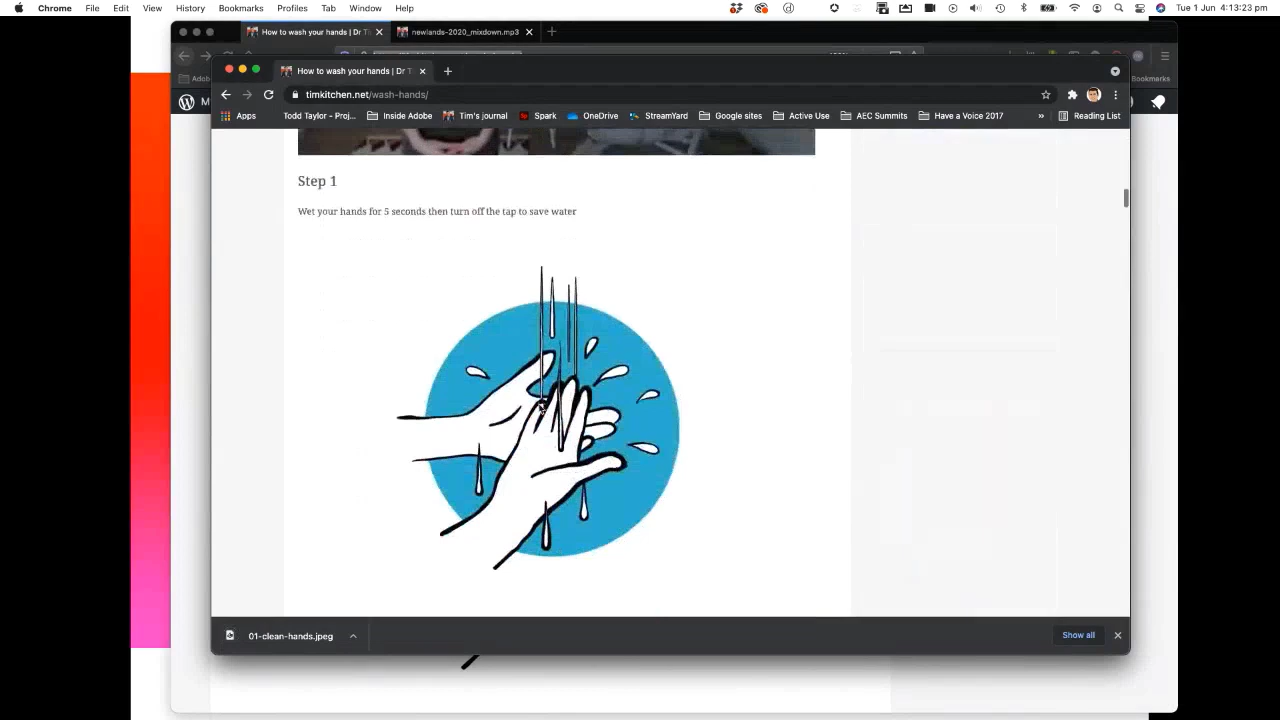 Chrome File Edit View History Bookmarks Profiles Tab Window Help Tue 1 Jun 4:13:23 pm
How to wash your hands | Dr Ti newlands-2020_mixdown.mp3
How to wash your hands | Dr T
Adob Bookmarks
timkitchen.net/wash-hands/
M
Apps Todd Taylor - Proj... Inside Adobe Tim's journal Spark OneDrive StreamYard Google sites Active Use AEC Summits Have a Voice 2017 » Reading List
Step 1
Wet your hands for 5 seconds then turn off the tap to save water
01-clean-hands.jpeg Show all